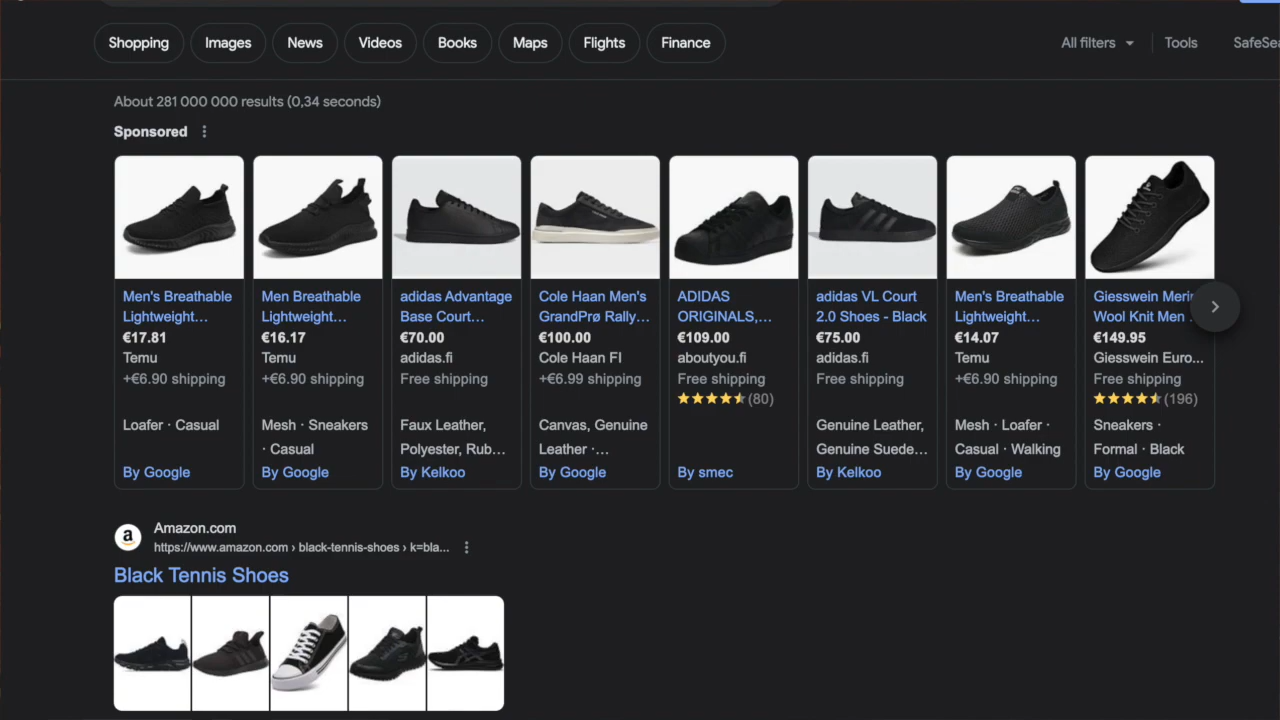 Shopping
Images
News
Videos
Books
Maps
Flights
Finance
All filters
Tools
SafeSea
About 281 000 000 results (0,34 seconds)
Sponsored
Men's Breathable
Lightweight…
€17.81
Temu
+€6.90 shipping
Loafer · Casual
By Google
Men Breathable
Lightweight…
€16.17
Temu
+€6.90 shipping
Mesh · Sneakers
· Casual
By Google
adidas Advantage
Base Court…
€70.00
adidas.fi
Free shipping
Faux Leather,
Polyester, Rub…
By Kelkoo
Cole Haan Men's
GrandPrø Rally…
€100.00
Cole Haan FI
+€6.99 shipping
Canvas, Genuine
Leather ·…
By Google
ADIDAS
ORIGINALS,…
€109.00
aboutyou.fi
Free shipping
(80)
By smec
adidas VL Court
2.0 Shoes - Black
€75.00
adidas.fi
Free shipping
Genuine Leather,
Genuine Suede…
By Kelkoo
Men's Breathable
Lightweight…
€14.07
Temu
+€6.90 shipping
Mesh · Loafer ·
Casual · Walking
By Google
Giesswein Meri
Wool Knit Men
€149.95
Giesswein Euro...
Free shipping
(196)
Sneakers ·
Formal · Black
By Google
a
Amazon.com
https://www.amazon.com › black-tennis-shoes › k=bla...
Black Tennis Shoes